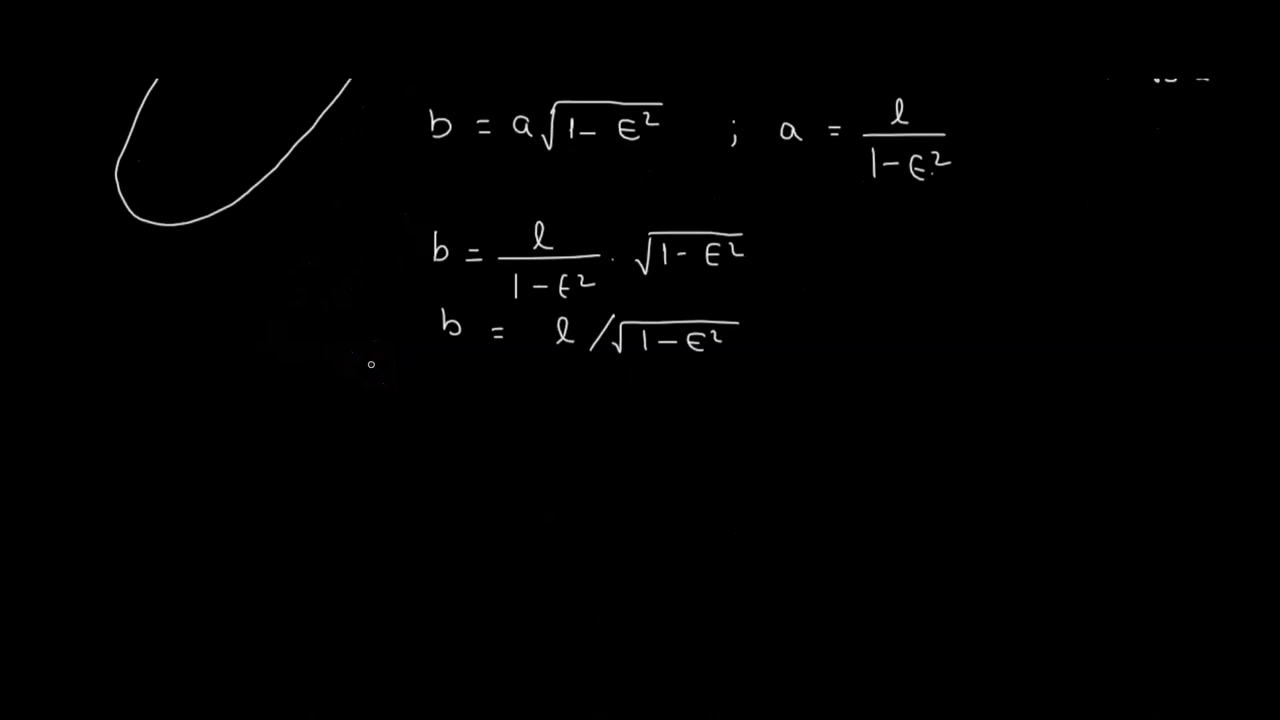 b = a√(1 - ϵ²) ; a = l / (1 - ϵ²)
b = l / (1 - ϵ²) · √(1 - ϵ²)
b = l / √(1 - ϵ²)